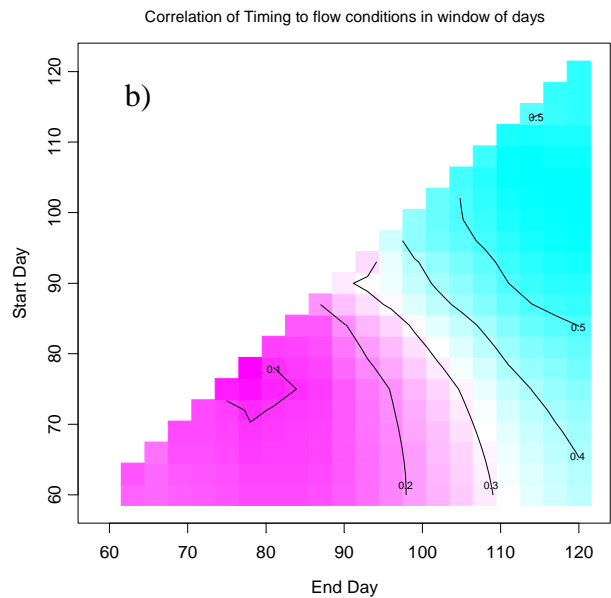 Correlation of Timing to flow conditions in window of days
b)
120
110
100
90
80
70
60
Start Day
0.5
0.5
0.1
0.4
0.2
0.3
60 70 80 90 100 110 120
End Day